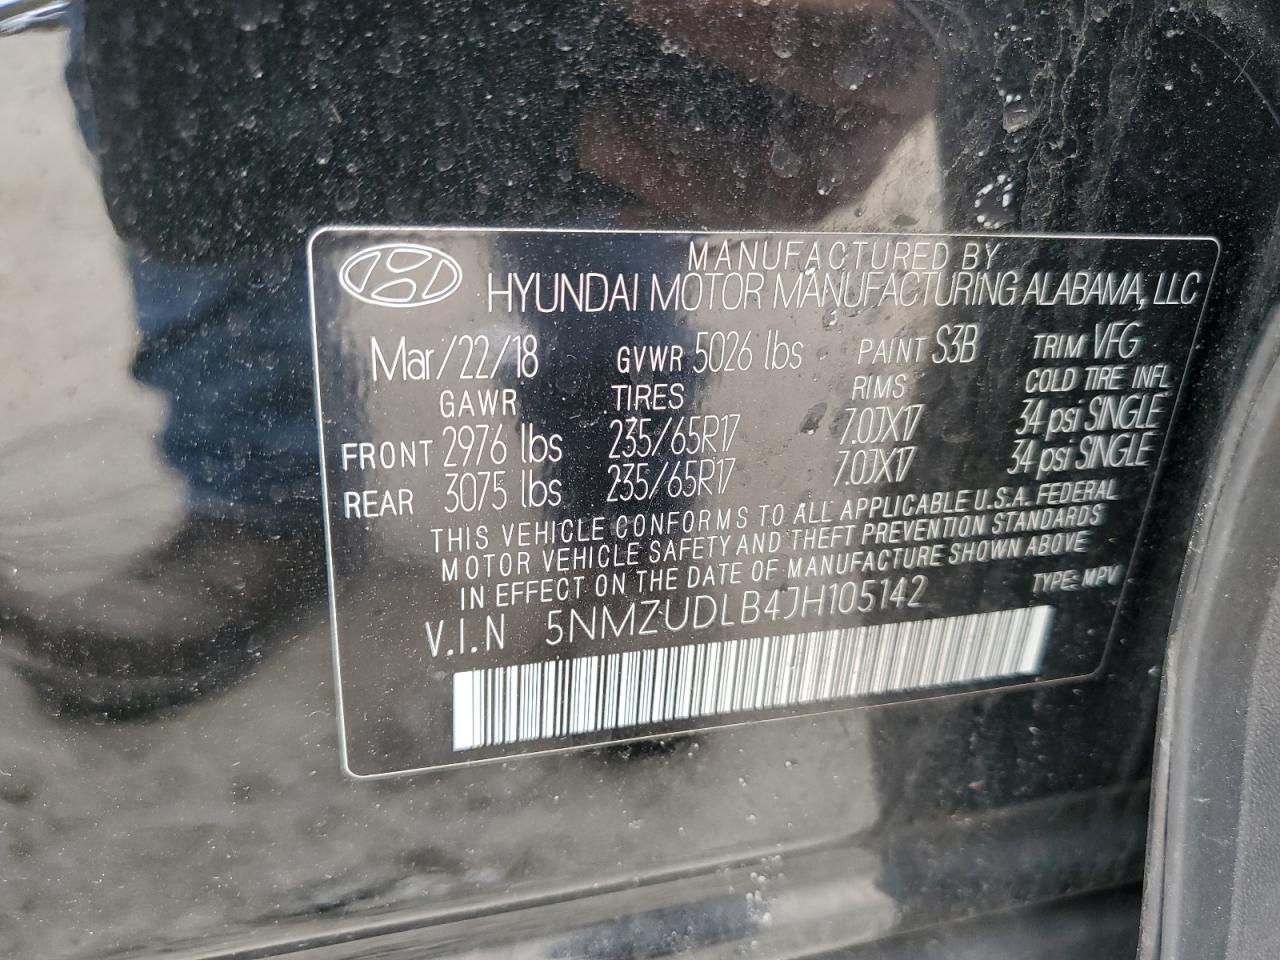 MANUFACTURED BY
HYUNDAI MOTOR MANUFACTURING ALABAMA, LLC
Mar/22/18 GVWR 5026 lbs PAINT S3B TRIM VFG
GAWR TIRES RIMS COLD TIRE INFL
FRONT 2976 lbs 235/65R17 7.0JX17 34 psi SINGLE
REAR 3075 lbs 235/65R17 7.0JX17 34 psi SINGLE
THIS VEHICLE CONFORMS TO ALL APPLICABLE U.S.A. FEDERAL
MOTOR VEHICLE SAFETY AND THEFT PREVENTION STANDARDS
IN EFFECT ON THE DATE OF MANUFACTURE SHOWN ABOVE
V.I.N 5NMZUDLB4JH105142 TYPE: MPV